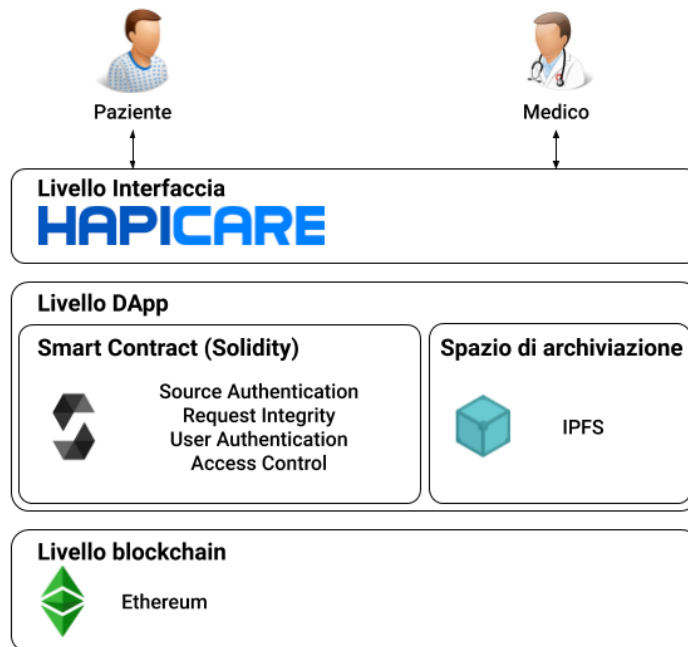 Paziente
Medico
Livello Interfaccia
HAPICARE
Livello DApp
Smart Contract (Solidity)
Source Authentication
Request Integrity
User Authentication
Access Control
Spazio di archiviazione
IPFS
Livello blockchain
Ethereum